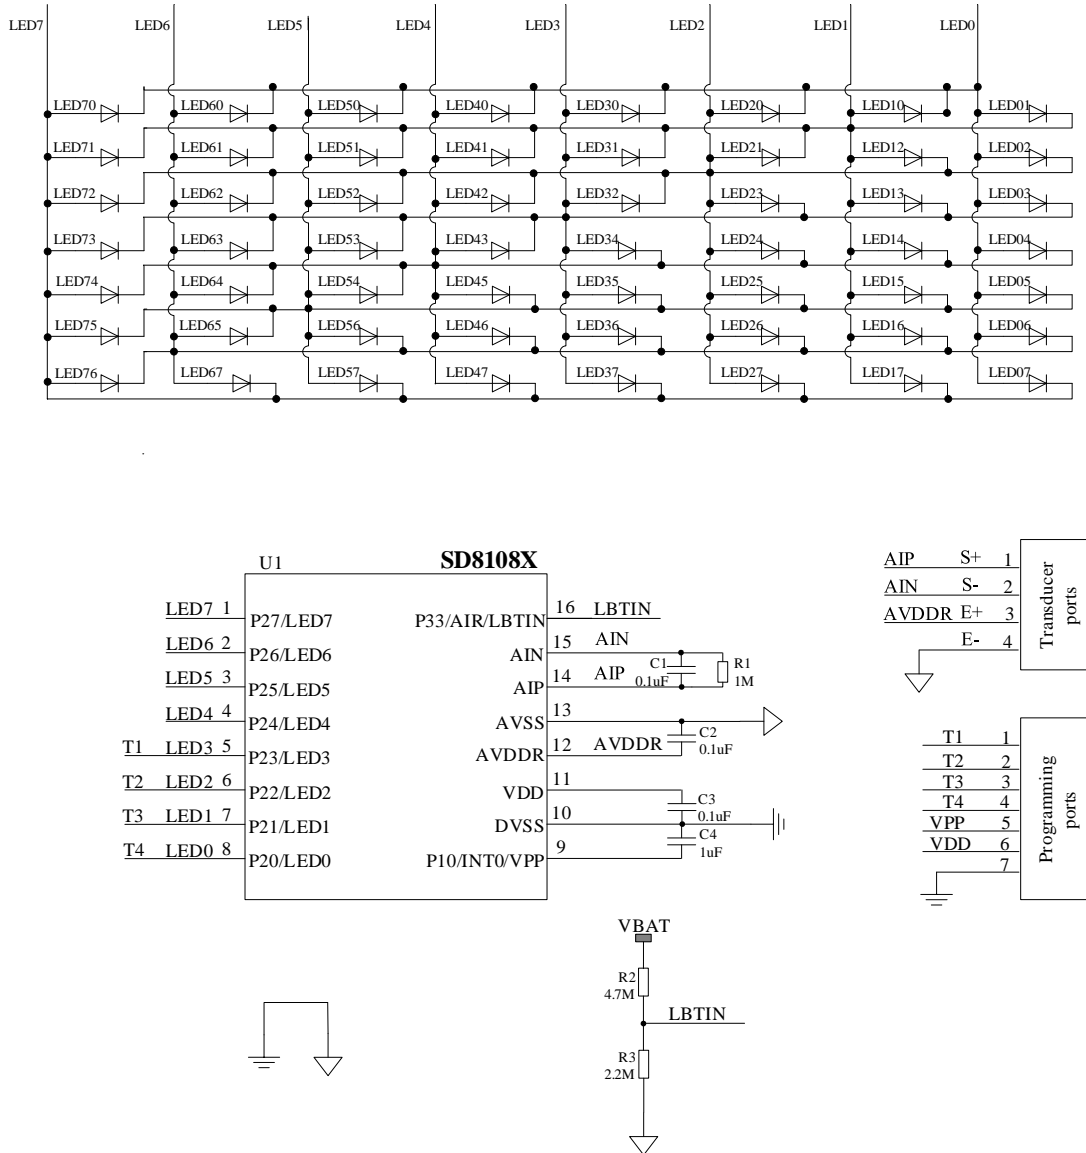 LED7 LED6 LED5 LED4 LED3 LED2 LED1 LED0
LED70 LED60 LED50 LED40 LED30 LED20 LED10 LED01
LED71 LED61 LED51 LED41 LED31 LED21 LED12 LED02
LED72 LED62 LED52 LED42 LED32 LED23 LED13 LED03
LED73 LED63 LED53 LED43 LED34 LED24 LED14 LED04
LED74 LED64 LED54 LED45 LED35 LED25 LED15 LED05
LED75 LED65 LED56 LED46 LED36 LED26 LED16 LED06
LED76 LED67 LED57 LED47 LED37 LED27 LED17 LED07
U1 SD8108X
LED7 1 P27/LED7 P33/AIR/LBTIN 16 LBTIN
LED6 2 P26/LED6 AIN 15 AIN
LED5 3 P25/LED5 AIP 14 AIP
C1 0.1uF
R1 1M
LED4 4 P24/LED4 AVSS 13
T1 LED3 5 P23/LED3 AVDDR 12 AVDDR
C2 0.1uF
T2 LED2 6 P22/LED2 VDD 11
C3 0.1uF
T3 LED1 7 P21/LED1 DVSS 10
C4 1uF
T4 LED0 8 P20/LED0 P10/INT0/VPP 9
AIP S+ 1
AIN S- 2
AVDDR E+ 3
E- 4
Transducer
ports
T1 1
T2 2
T3 3
T4 4
VPP 5
VDD 6
7
Programming
ports
VBAT
R2
4.7M
LBTIN
R3
2.2M